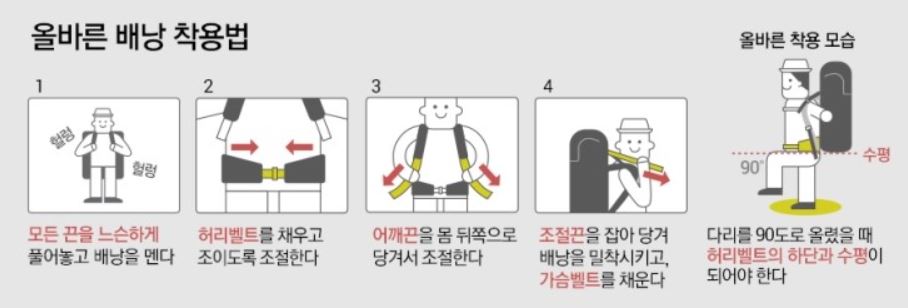 올바른 배낭 착용법
1
헐렁
헐렁
모든 끈을 느슨하게
풀어놓고 배낭을 멘다
2
허리벨트를 채우고
조이도록 조절한다
3
어깨끈을 몸 뒤쪽으로
당겨서 조절한다
4
조절끈을 잡아 당겨
배낭을 밀착시키고,
가슴벨트를 채운다
올바른 착용 모습
90°
수평
다리를 90도로 올렸을 때
허리벨트의 하단과 수평이
되어야 한다